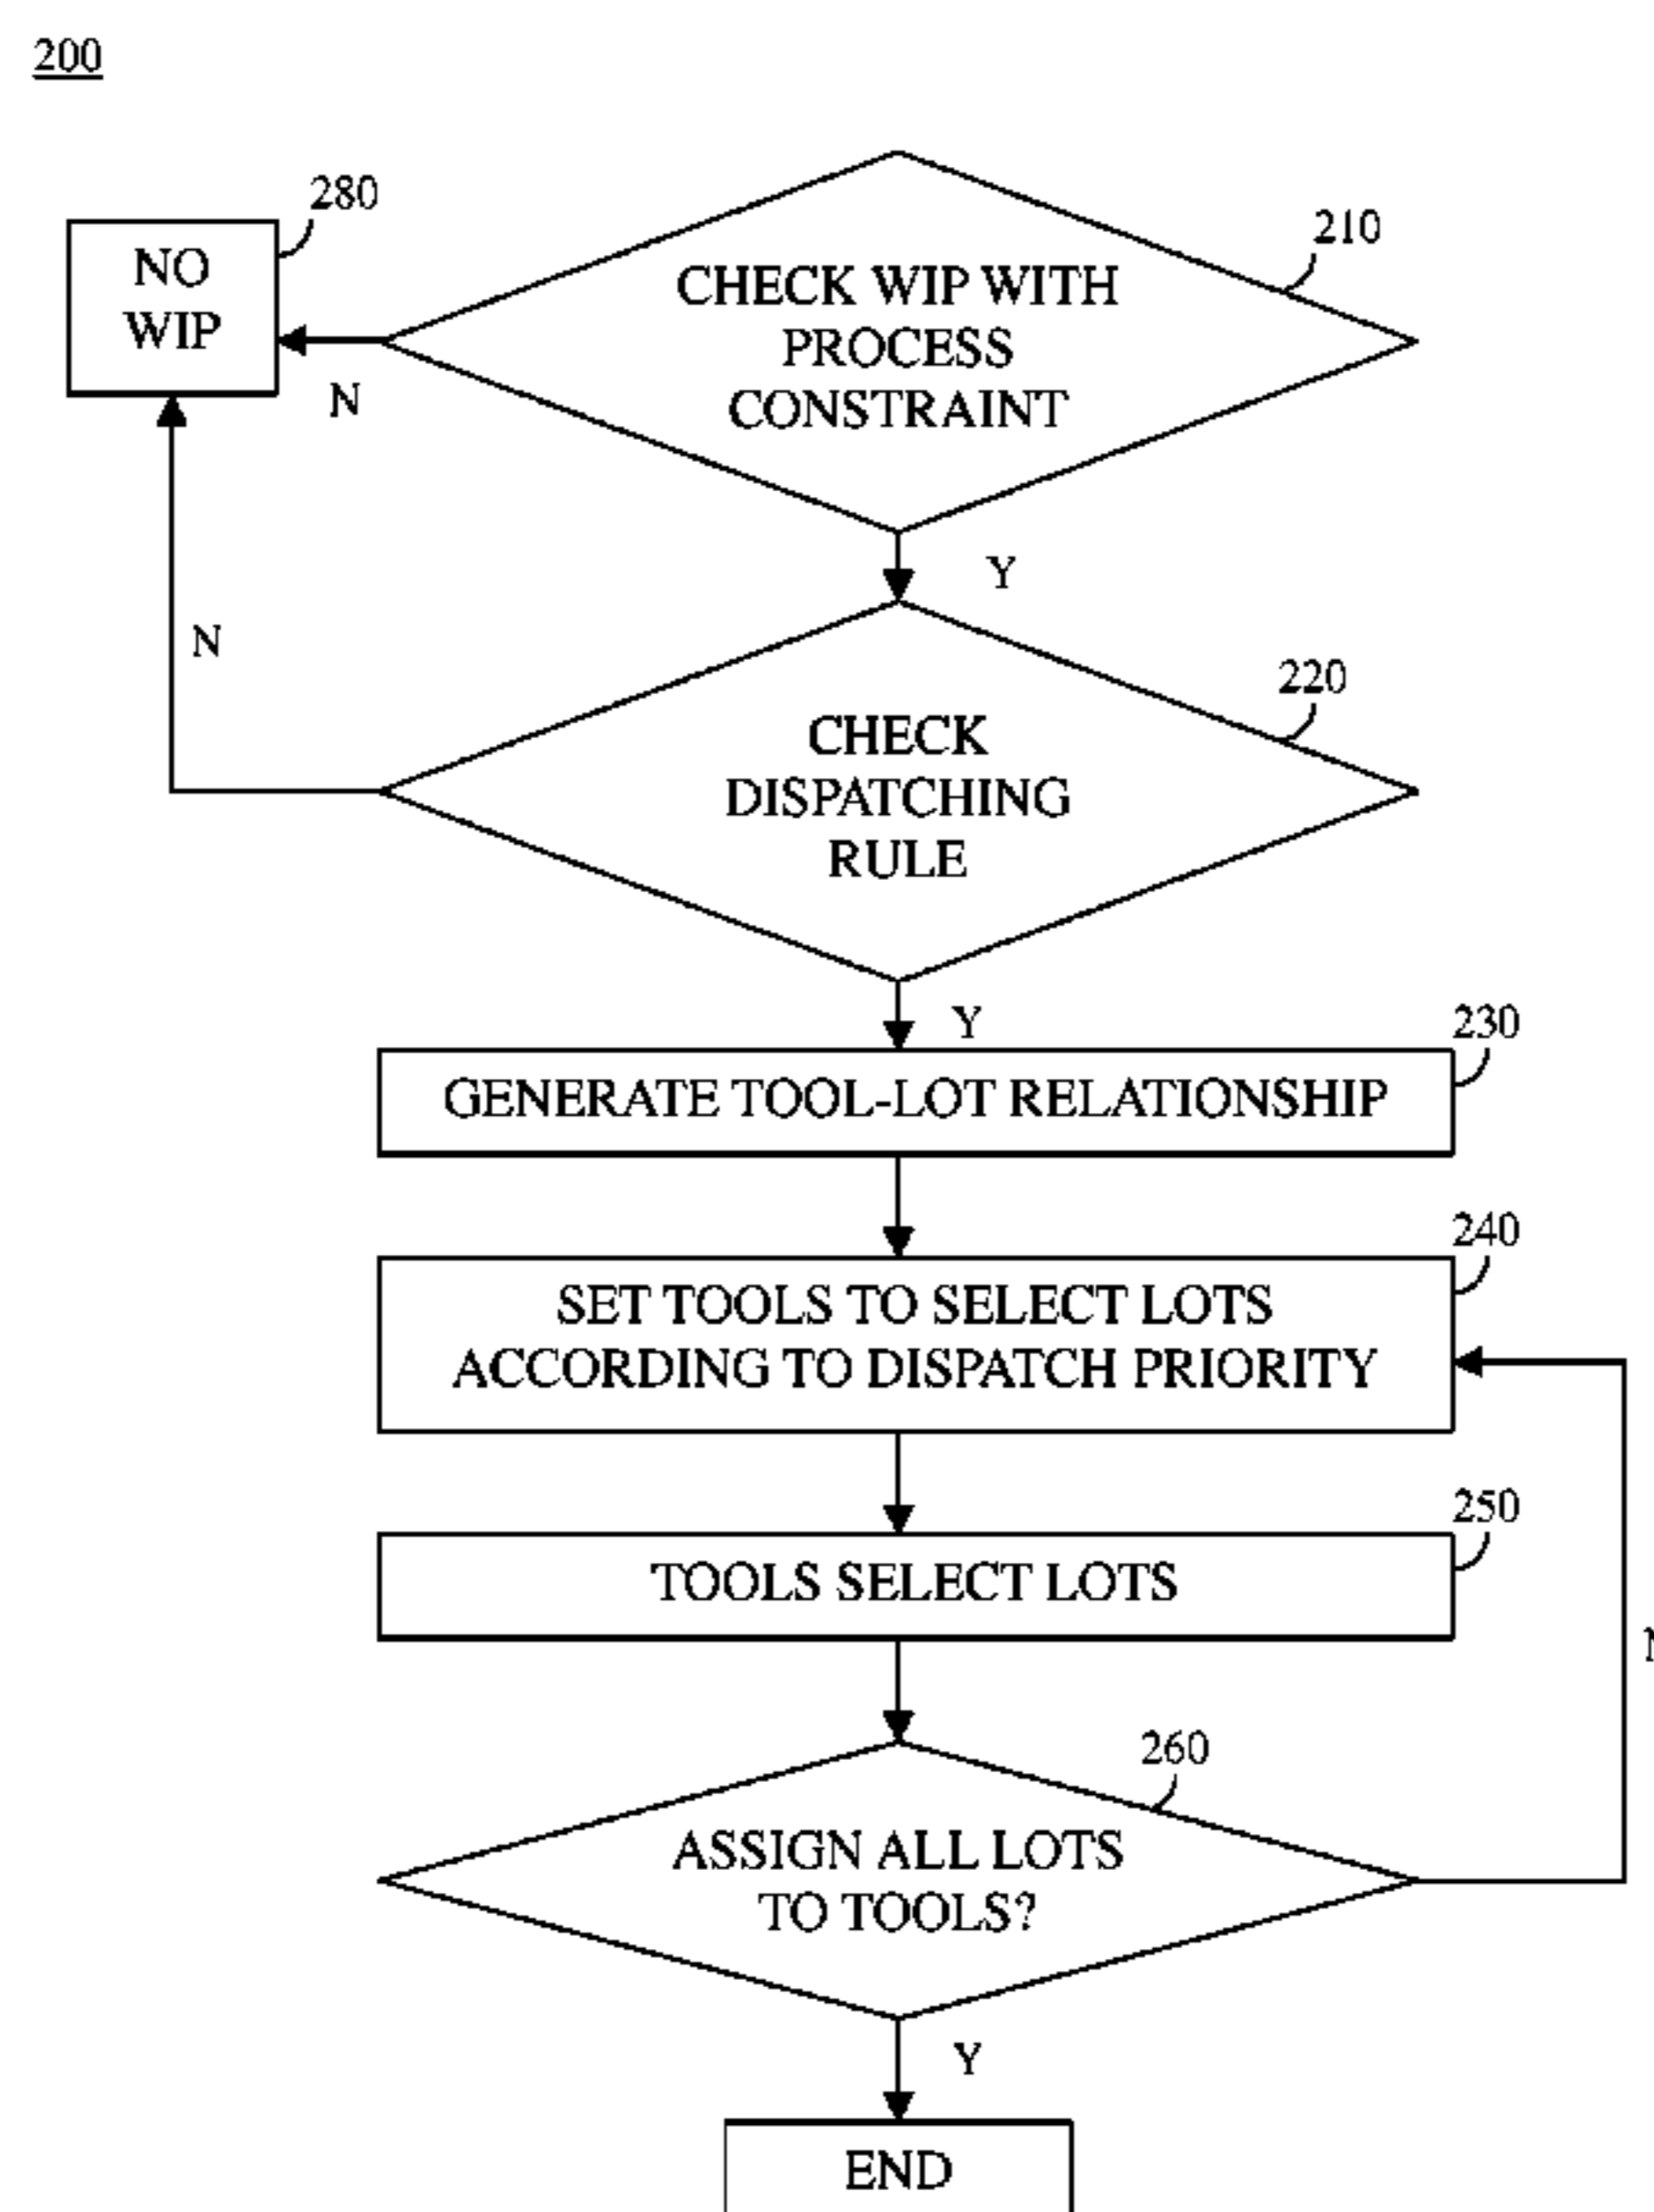 200
280
NO
WIP
210
CHECK WIP WITH
PROCESS
CONSTRAINT
N
Y
N
220
CHECK
DISPATCHING
RULE
Y
230
GENERATE TOOL-LOT RELATIONSHIP
240
SET TOOLS TO SELECT LOTS
ACCORDING TO DISPATCH PRIORITY
250
TOOLS SELECT LOTS
260
ASSIGN ALL LOTS
TO TOOLS?
Y
END